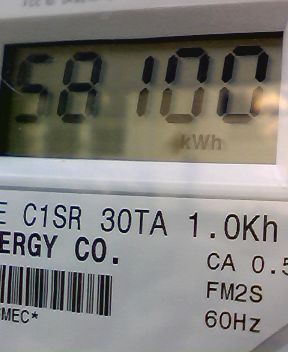 58100
kWh
E C1SR 30TA 1.0Kh
ERGY CO.
CA 0.5
FM2S
MEC*
60Hz